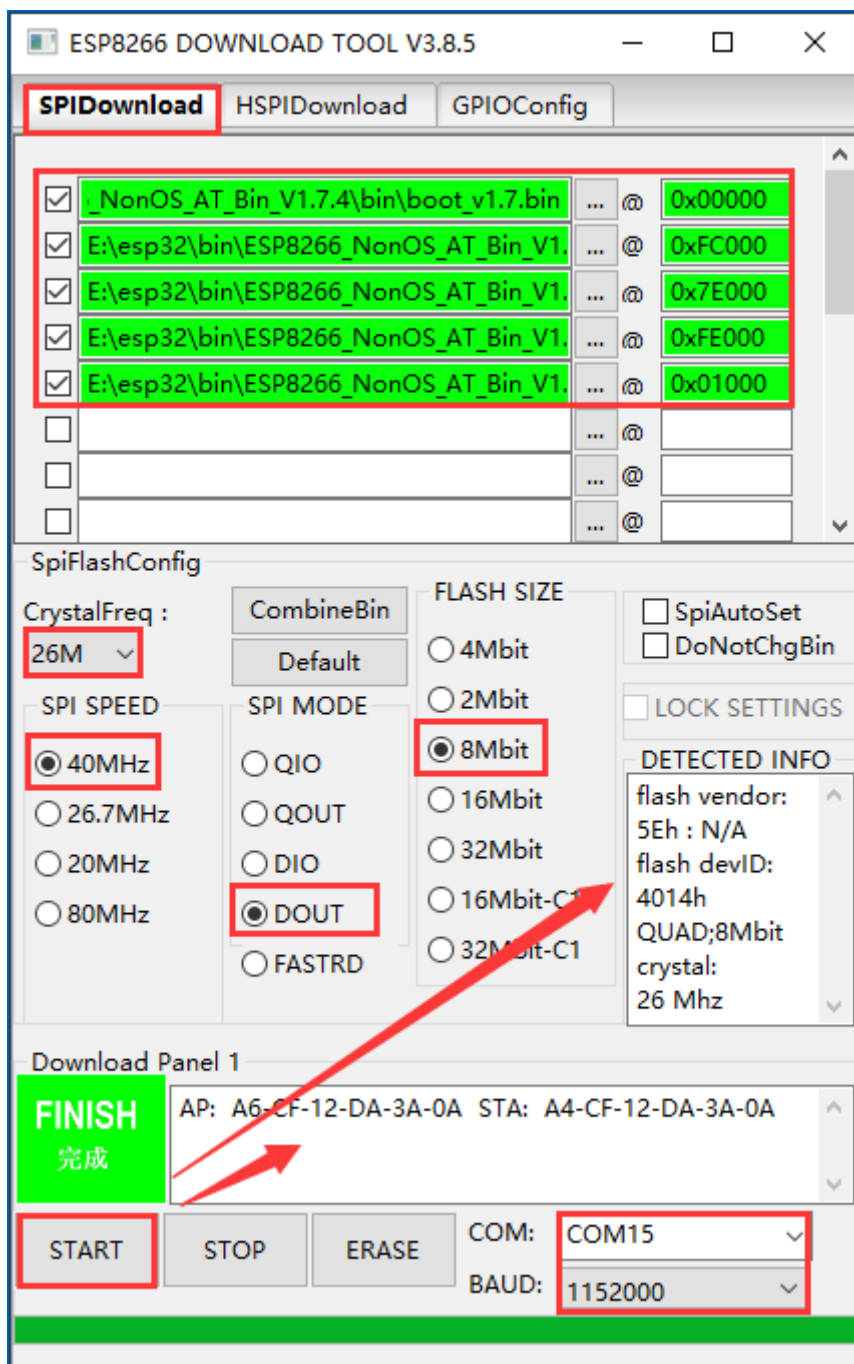 ESP8266 DOWNLOAD TOOL V3.8.5
SPIDownload HSPIDownload GPIOConfig
_NonOS_AT_Bin_V1.7.4\bin\boot_v1.7.bin ... @ 0x00000
E:\esp32\bin\ESP8266_NonOS_AT_Bin_V1. ... @ 0xFC000
E:\esp32\bin\ESP8266_NonOS_AT_Bin_V1. ... @ 0x7E000
E:\esp32\bin\ESP8266_NonOS_AT_Bin_V1. ... @ 0xFE000
E:\esp32\bin\ESP8266_NonOS_AT_Bin_V1. ... @ 0x01000
... @
... @
... @
SpiFlashConfig
CrystalFreq :
26M
CombineBin
Default
SPI SPEED
40MHz
26.7MHz
20MHz
80MHz
SPI MODE
QIO
QOUT
DIO
DOUT
FASTRD
FLASH SIZE
4Mbit
2Mbit
8Mbit
16Mbit
32Mbit
16Mbit-C1
32Mbit-C1
SpiAutoSet
DoNotChgBin
LOCK SETTINGS
DETECTED INFO
flash vendor:
5Eh : N/A
flash devID:
4014h
QUAD;8Mbit
crystal:
26 Mhz
Download Panel 1
FINISH
完成
AP: A6-CF-12-DA-3A-0A STA: A4-CF-12-DA-3A-0A
START STOP ERASE
COM: COM15
BAUD: 1152000